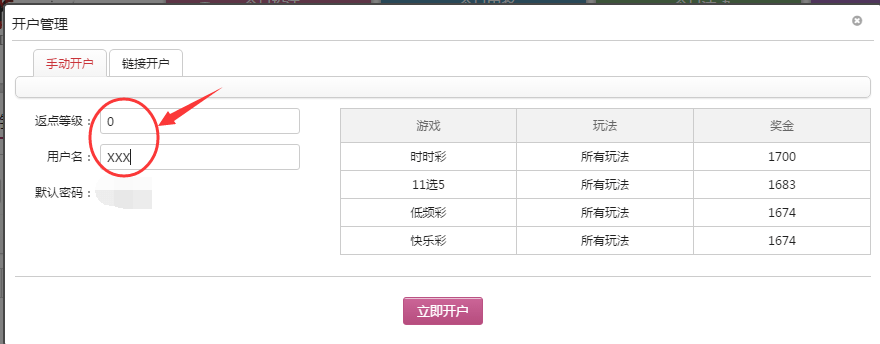 开户管理
手动开户 链接开户
返点等级： 0
用户名： XXX
默认密码：
游戏 玩法 奖金
时时彩 所有玩法 1700
11选5 所有玩法 1683
低频彩 所有玩法 1674
快乐彩 所有玩法 1674
立即开户